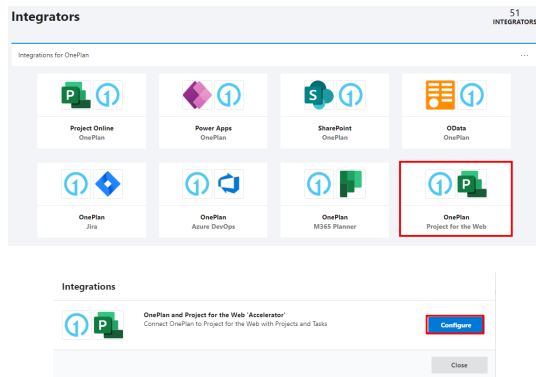 Integrators
51
INTEGRATORS
Integrations for OnePlan
...
Project Online
OnePlan
Power Apps
OnePlan
SharePoint
OnePlan
OData
OnePlan
OnePlan
Jira
OnePlan
Azure DevOps
OnePlan
M365 Planner
OnePlan
Project for the Web
Integrations
OnePlan and Project for the Web 'Accelerator'
Connect OnePlan to Project for the Web with Projects and Tasks
Configure
Close